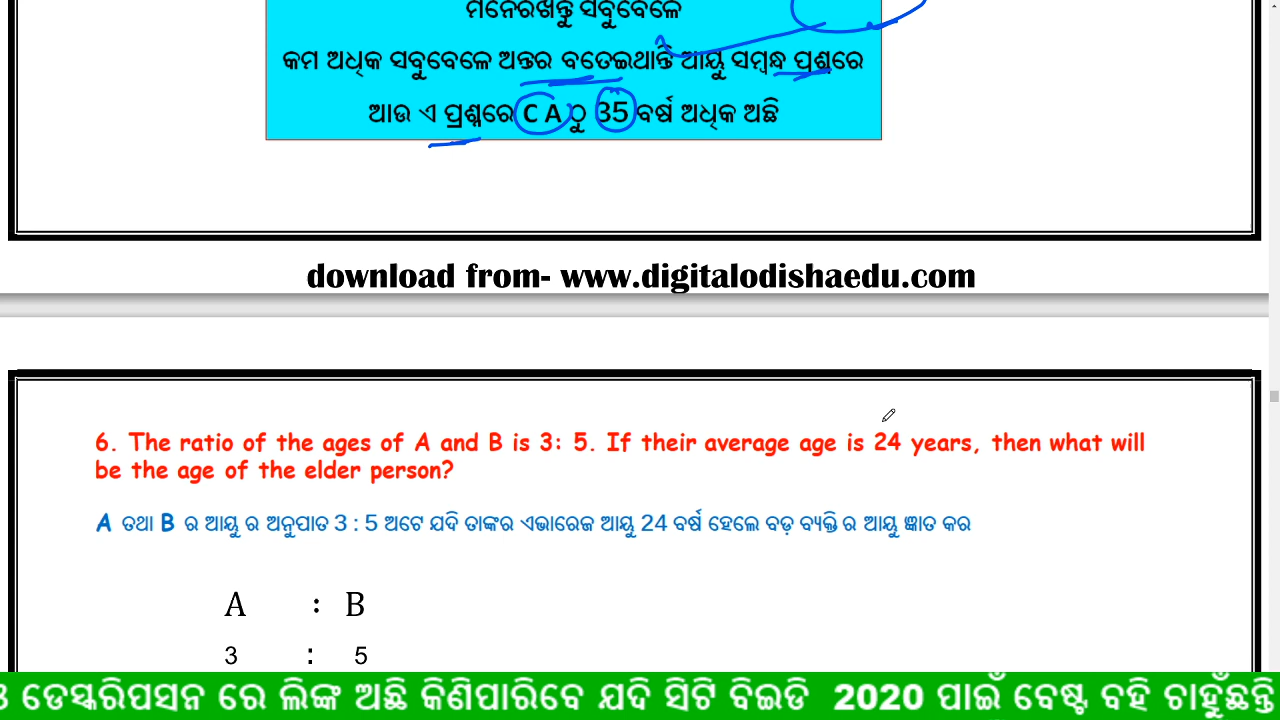 ମନେରଖନ୍ତୁ ସବୁବେଳେ
କମ ଅଧିକ ସବୁବେଳେ ଅନ୍ତର ବତେଇଥାନ୍ତି ଆୟୁ ସମ୍ବନ୍ଧ ପ୍ରଶ୍ନରେ
ଆଉ ଏ ପ୍ରଶ୍ନରେ C A ଠୁ 35 ବର୍ଷ ଅଧିକ ଅଛି
download from- www.digitalodishaedu.com
6. The ratio of the ages of A and B is 3: 5. If their average age is 24 years, then what will
be the age of the elder person?
A ତଥା B ର ଆୟୁ ର ଅନୁପାତ 3 : 5 ଅଟେ ଯଦି ତାଙ୍କର ଏଭାରେଜ ଆୟୁ 24 ବର୍ଷ ହେଲେ ବଡ଼ ବ୍ୟକ୍ତି ର ଆୟୁ ଜ୍ଞାତ କର
A : B
3 : 5
ଡେସ୍କରିପସନ ରେ ଲିଙ୍କ ଅଛି କିଣିପାରିବେ ଯଦି ସିଟି ବିଇଡି 2020 ପାଇଁ ବେଷ୍ଟ ବହି ଚାହୁଁଛନ୍ତି